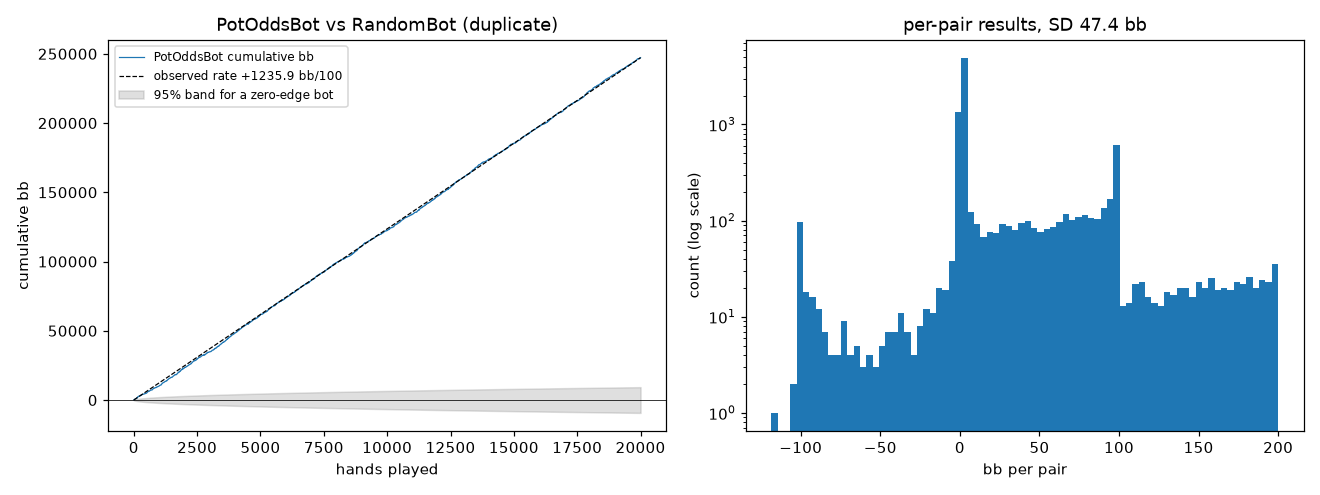 PotOddsBot vs RandomBot (duplicate)
PotOddsBot cumulative bb
observed rate +1235.9 bb/100
95% band for a zero-edge bot
250000
200000
150000
100000
50000
0
cumulative bb
0 2500 5000 7500 10000 12500 15000 17500 20000
hands played
per-pair results, SD 47.4 bb
10³
10²
10¹
10⁰
count (log scale)
−100 −50 0 50 100 150 200
bb per pair